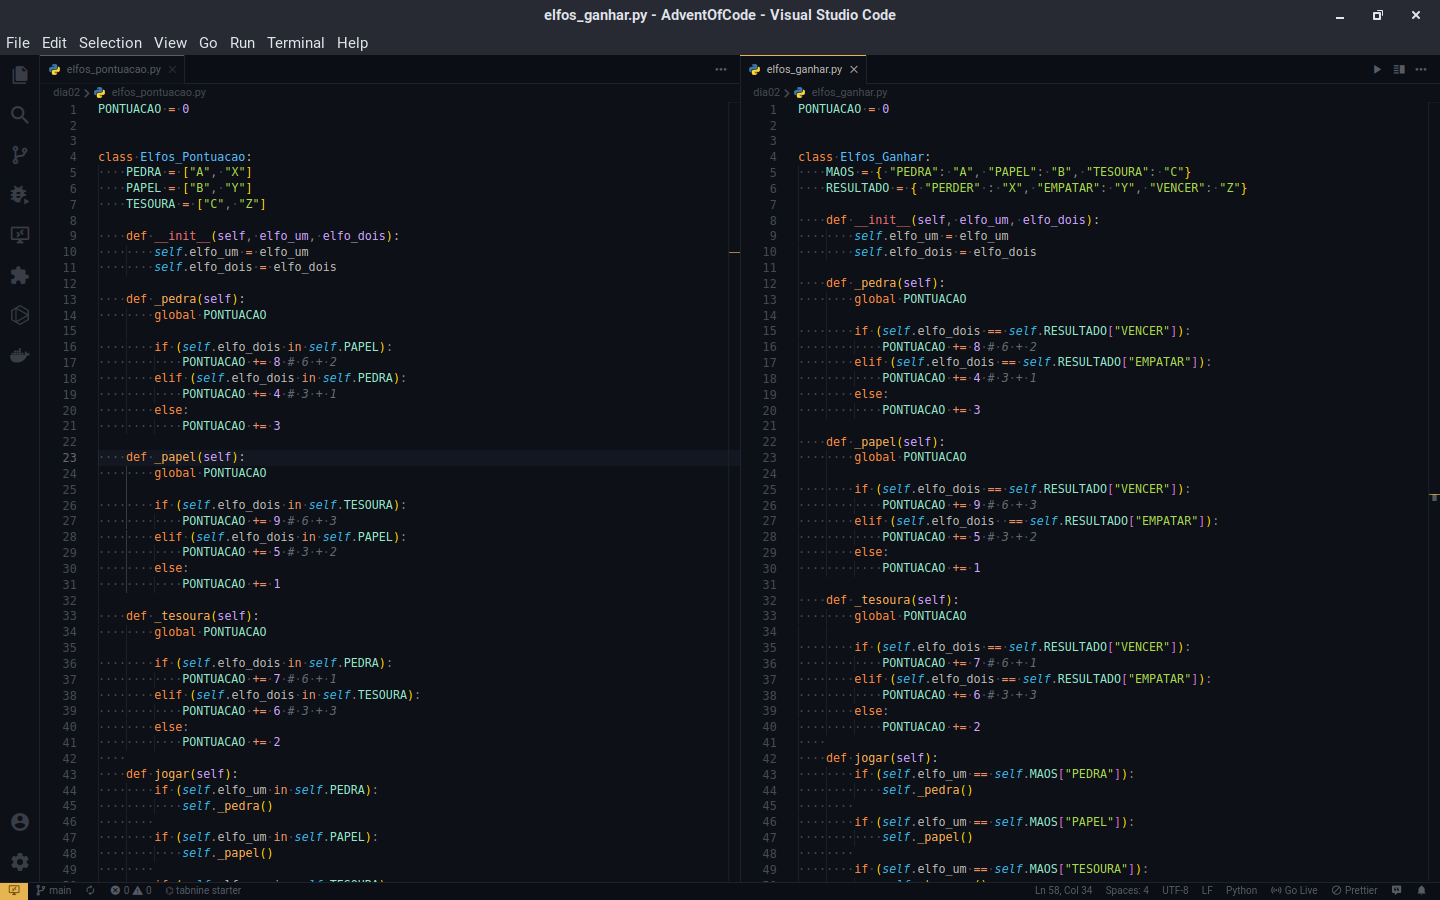 elfos_ganhar.py - AdventOfCode - Visual Studio Code
File Edit Selection View Go Run Terminal Help
elfos_pontuacao.py
dia02 > elfos_pontuacao.py
1 PONTUACAO = 0
2
3
4 class Elfos_Pontuacao:
5     PEDRA = ["A", "X"]
6     PAPEL = ["B", "Y"]
7     TESOURA = ["C", "Z"]
8
9     def __init__(self, elfo_um, elfo_dois):
10         self.elfo_um = elfo_um
11         self.elfo_dois = elfo_dois
12
13     def _pedra(self):
14         global PONTUACAO
15
16         if (self.elfo_dois in self.PAPEL):
17             PONTUACAO += 8 # 6 + 2
18         elif (self.elfo_dois in self.PEDRA):
19             PONTUACAO += 4 # 3 + 1
20         else:
21             PONTUACAO += 3
22
23     def _papel(self):
24         global PONTUACAO
25
26         if (self.elfo_dois in self.TESOURA):
27             PONTUACAO += 9 # 6 + 3
28         elif (self.elfo_dois in self.PAPEL):
29             PONTUACAO += 5 # 3 + 2
30         else:
31             PONTUACAO += 1
32
33     def _tesoura(self):
34         global PONTUACAO
35
36         if (self.elfo_dois in self.PEDRA):
37             PONTUACAO += 7 # 6 + 1
38         elif (self.elfo_dois in self.TESOURA):
39             PONTUACAO += 6 # 3 + 3
40         else:
41             PONTUACAO += 2
42
43     def jogar(self):
44         if (self.elfo_um in self.PEDRA):
45             self._pedra()
46
47         if (self.elfo_um in self.PAPEL):
48             self._papel()
49
elfos_ganhar.py
dia02 > elfos_ganhar.py
1 PONTUACAO = 0
2
3
4 class Elfos_Ganhar:
5     MAOS = { "PEDRA": "A", "PAPEL": "B", "TESOURA": "C"}
6     RESULTADO = { "PERDER" : "X", "EMPATAR": "Y", "VENCER": "Z"}
7
8     def __init__(self, elfo_um, elfo_dois):
9         self.elfo_um = elfo_um
10         self.elfo_dois = elfo_dois
11
12     def _pedra(self):
13         global PONTUACAO
14
15         if (self.elfo_dois == self.RESULTADO["VENCER"]):
16             PONTUACAO += 8 # 6 + 2
17         elif (self.elfo_dois == self.RESULTADO["EMPATAR"]):
18             PONTUACAO += 4 # 3 + 1
19         else:
20             PONTUACAO += 3
21
22     def _papel(self):
23         global PONTUACAO
24
25         if (self.elfo_dois == self.RESULTADO["VENCER"]):
26             PONTUACAO += 9 # 6 + 3
27         elif (self.elfo_dois  == self.RESULTADO["EMPATAR"]):
28             PONTUACAO += 5 # 3 + 2
29         else:
30             PONTUACAO += 1
31
32     def _tesoura(self):
33         global PONTUACAO
34
35         if (self.elfo_dois == self.RESULTADO["VENCER"]):
36             PONTUACAO += 7 # 6 + 1
37         elif (self.elfo_dois == self.RESULTADO["EMPATAR"]):
38             PONTUACAO += 6 # 3 + 3
39         else:
40             PONTUACAO += 2
41
42     def jogar(self):
43         if (self.elfo_um == self.MAOS["PEDRA"]):
44             self._pedra()
45
46         if (self.elfo_um == self.MAOS["PAPEL"]):
47             self._papel()
48
49         if (self.elfo_um == self.MAOS["TESOURA"]):
main 0 0 tabnine starter Ln 58, Col 34 Spaces: 4 UTF-8 LF Python Go Live Prettier